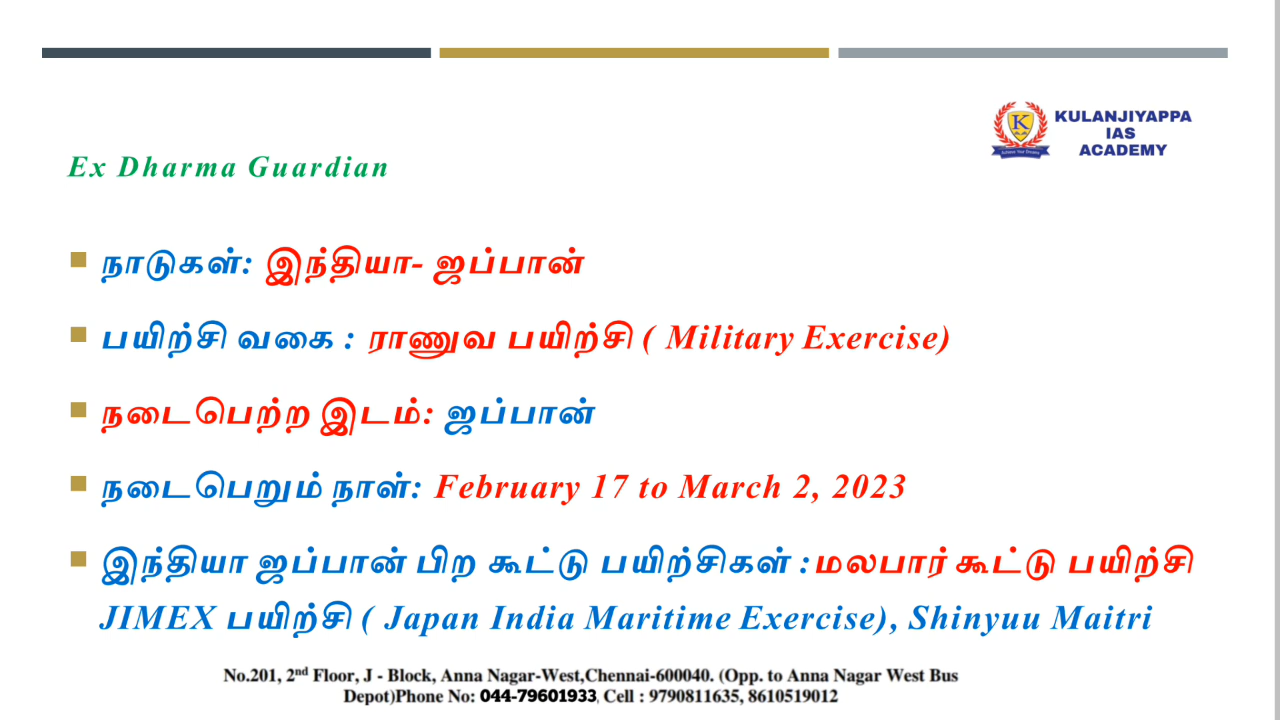 KULANJIYAPPA
IAS
ACADEMY
Ex Dharma Guardian
நாடுகள்: இந்தியா- ஜப்பான்
பயிற்சி வகை : ராணுவ பயிற்சி ( Military Exercise)
நடைபெற்ற இடம்: ஜப்பான்
நடைபெறும் நாள்: February 17 to March 2, 2023
இந்தியா ஜப்பான் பிற கூட்டு பயிற்சிகள் :மலபார் கூட்டு பயிற்சி
JIMEX பயிற்சி ( Japan India Maritime Exercise), Shinyuu Maitri
No.201, 2nd Floor, J - Block, Anna Nagar-West,Chennai-600040. (Opp. to Anna Nagar West Bus
Depot)Phone No: 044-79601933, Cell : 9790811635, 8610519012